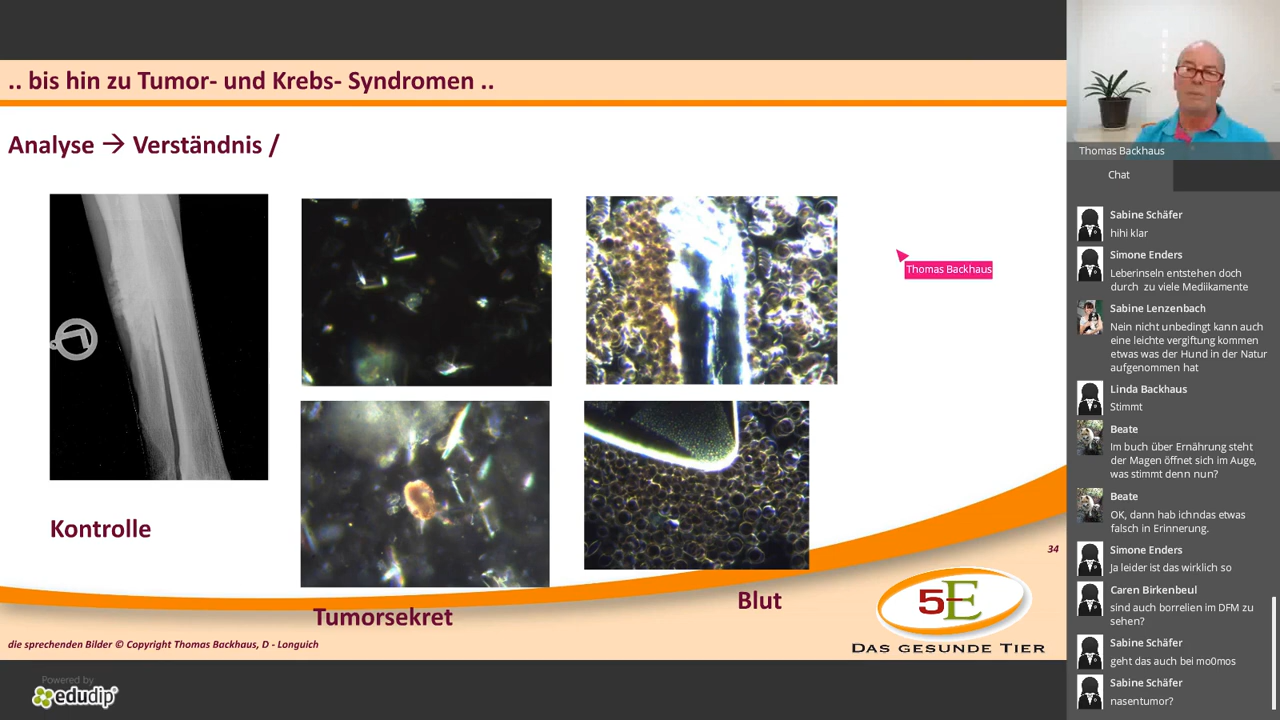 .. bis hin zu Tumor- und Krebs- Syndromen ..
Analyse → Verständnis /
Thomas Backhaus
Kontrolle
Tumorsekret
Blut
34
5E
DAS GESUNDE TIER
die sprechenden Bilder © Copyright Thomas Backhaus, D - Longuich
Powered by
edudip
Thomas Backhaus
Chat
Sabine Schäfer
hihi klar
Simone Enders
Leberinseln entstehen doch
durch zu viele Mediikamente
Sabine Lenzenbach
Nein nicht unbedingt kann auch
eine leichte vergiftung kommen
etwas was der Hund in der Natur
aufgenommen hat
Linda Backhaus
Stimmt
Beate
Im buch über Ernährung steht
der Magen öffnet sich im Auge,
was stimmt denn nun?
Beate
OK, dann hab ichndas etwas
falsch in Erinnerung.
Simone Enders
Ja leider ist das wirklich so
Caren Birkenbeul
sind auch borrelien im DFM zu
sehen?
Sabine Schäfer
geht das auch bei mo0mos
Sabine Schäfer
nasentumor?